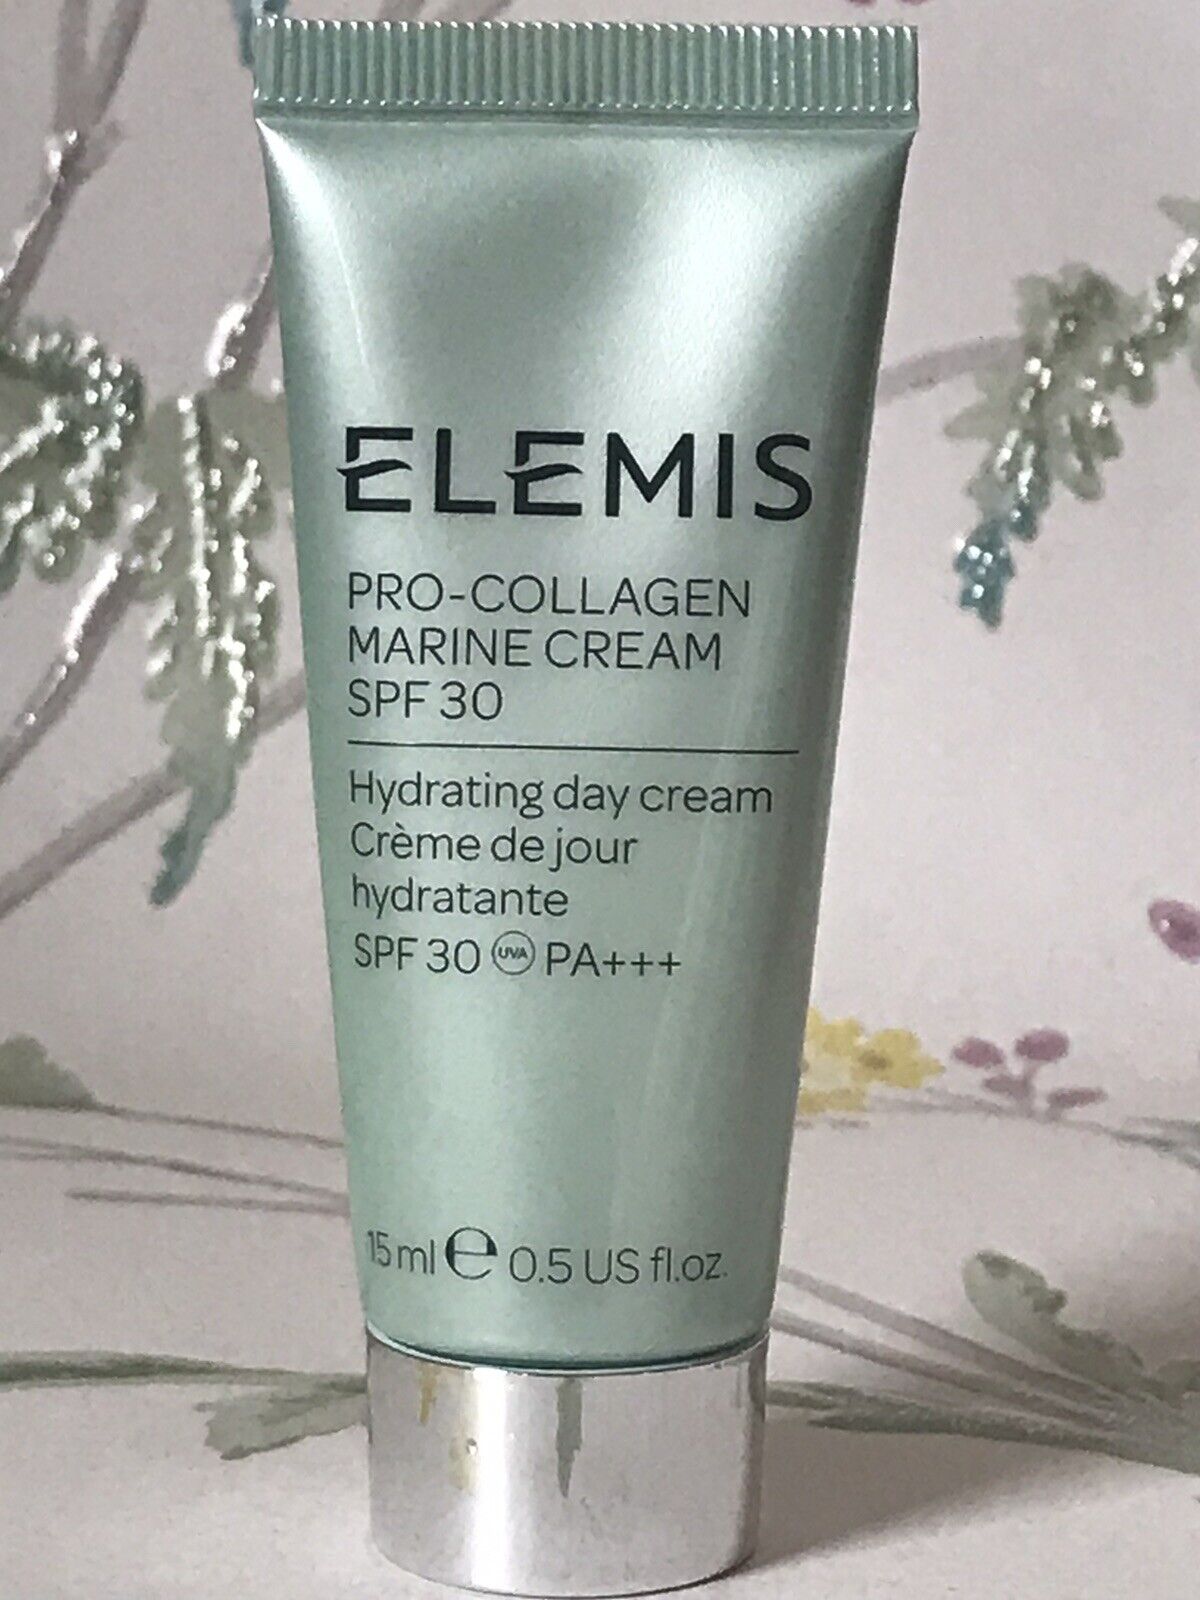 ELEMIS
PRO-COLLAGEN
MARINE CREAM
SPF 30
Hydrating day cream
Crème de jour
hydratante
SPF 30 UVA PA+++
15 ml e 0.5 US fl.oz.